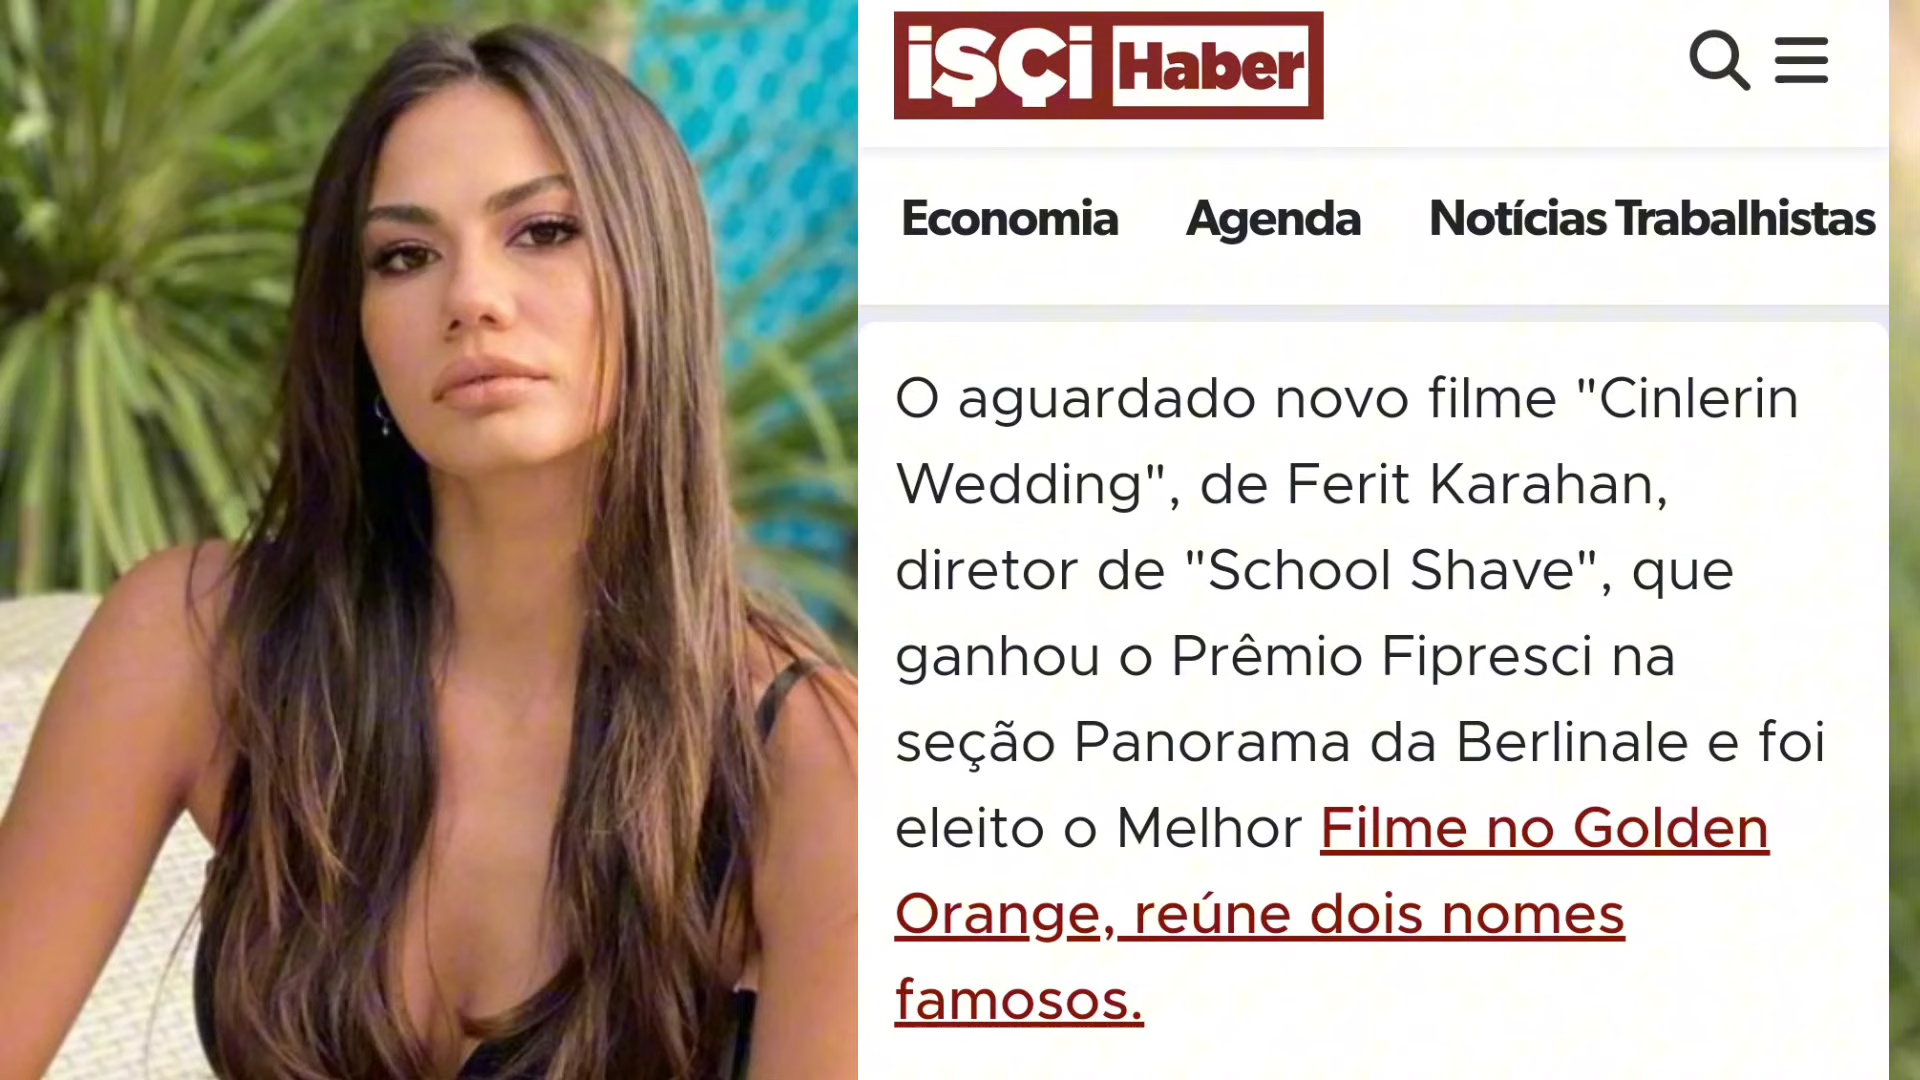 işçi Haber
Economia Agenda Notícias Trabalhistas
O aguardado novo filme "Cinlerin
Wedding", de Ferit Karahan,
diretor de "School Shave", que
ganhou o Prêmio Fipresci na
seção Panorama da Berlinale e foi
eleito o Melhor Filme no Golden
Orange, reúne dois nomes
famosos.